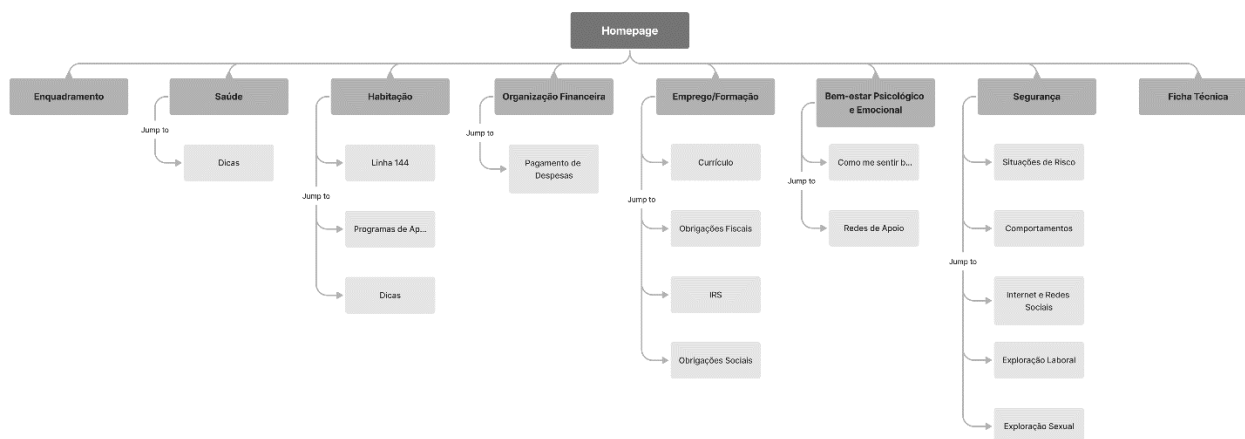 Homepage
Enquadramento
Saúde
Habitação
Organização Financeira
Emprego/Formação
Bem-estar Psicológico
e Emocional
Segurança
Ficha Técnica
Jump to
Dicas
Jump to
Linha 144
Programas de Ap...
Dicas
Pagamento de
Despesas
Jump to
Currículo
Obrigações Fiscais
IRS
Obrigações Sociais
Jump to
Como me sentir b...
Redes de Apoio
Jump to
Situações de Risco
Comportamentos
Internet e Redes
Sociais
Exploração Laboral
Exploração Sexual